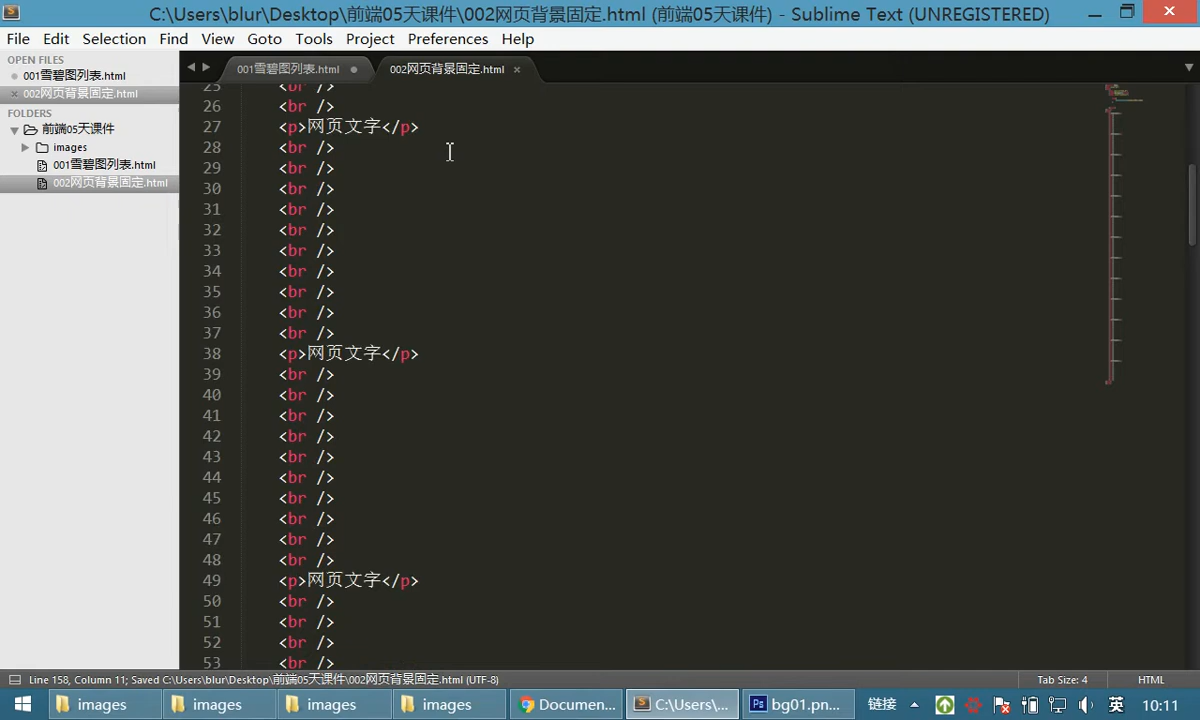 C:\Users\blur\Desktop\前端05天课件\002网页背景固定.html (前端05天课件) - Sublime Text (UNREGISTERED)
File Edit Selection Find View Goto Tools Project Preferences Help
OPEN FILES
001雪碧图列表.html
002网页背景固定.html
FOLDERS
前端05天课件
images
001雪碧图列表.html
002网页背景固定.html
001雪碧图列表.html
002网页背景固定.html
25 <br />
26 <br />
27 <p>网页文字</p>
28 <br />
29 <br />
30 <br />
31 <br />
32 <br />
33 <br />
34 <br />
35 <br />
36 <br />
37 <br />
38 <p>网页文字</p>
39 <br />
40 <br />
41 <br />
42 <br />
43 <br />
44 <br />
45 <br />
46 <br />
47 <br />
48 <br />
49 <p>网页文字</p>
50 <br />
51 <br />
52 <br />
53 <br />
Line 158, Column 11; Saved C:\Users\blur\Desktop\前端05天课件\002网页背景固定.html (UTF-8)
Tab Size: 4
HTML
images
images
images
images
Documen...
C:\Users\...
Ps bg01.pn...
链接
英
10:11